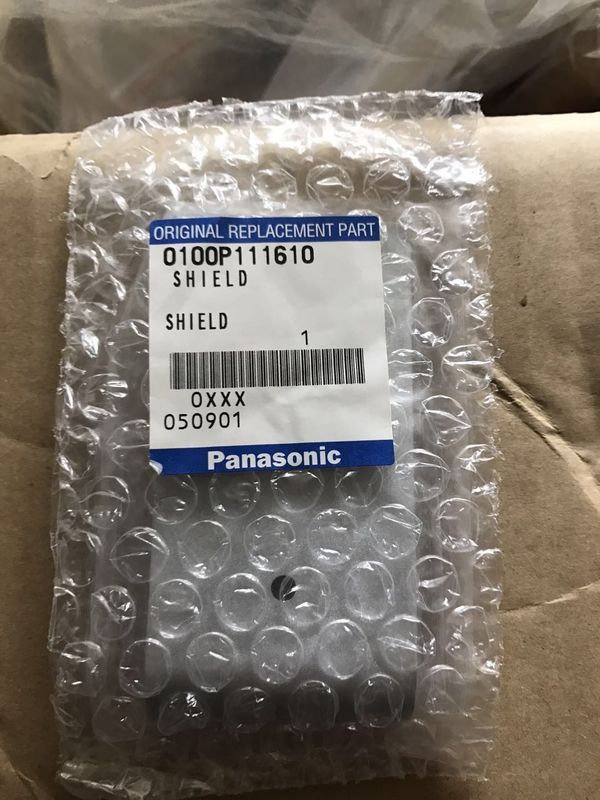 ORIGINAL REPLACEMENT PART
0100P111610
SHIELD
SHIELD
1
0XXX
050901
Panasonic